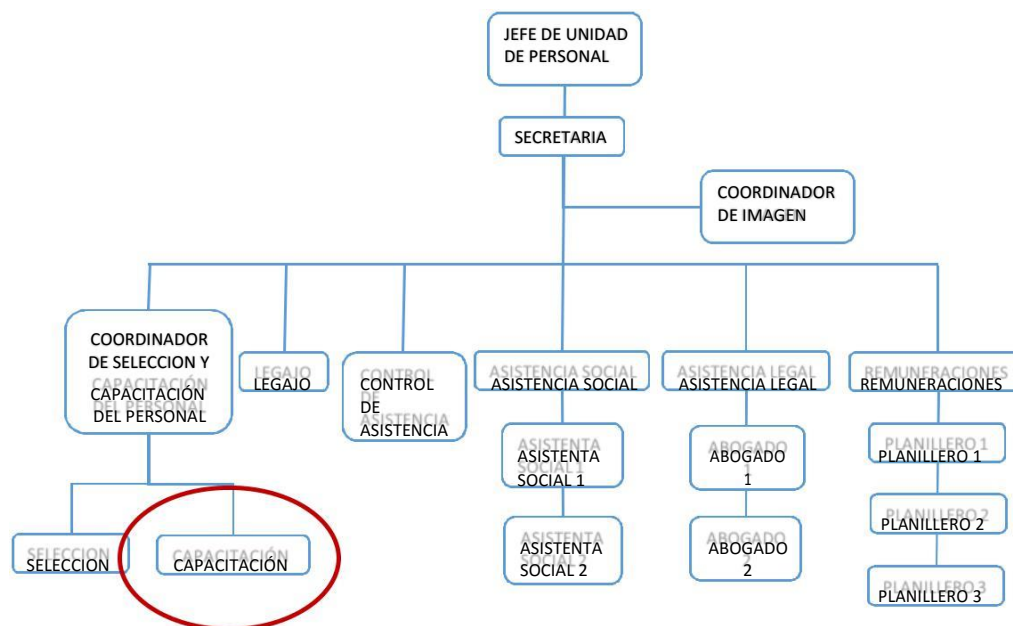 JEFE DE UNIDAD
DE PERSONAL
SECRETARIA
COORDINADOR
DE IMAGEN
COORDINADOR
DE SELECCION Y
CAPACITACIÓN
DEL PERSONAL
LEGAJO
CONTROL
DE
ASISTENCIA
ASISTENCIA SOCIAL
ASISTENCIA LEGAL
REMUNERACIONES
ASISTENTA
SOCIAL 1
ABOGADO
1
PLANILLERO 1
ASISTENTA
SOCIAL 2
ABOGADO
2
PLANILLERO 2
PLANILLERO 3
SELECCION
CAPACITACIÓN